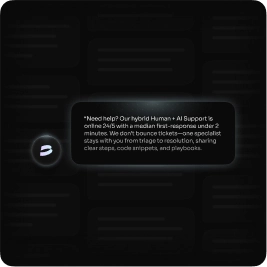 “Need help? Our hybrid Human + AI Support is
online 24/5 with a median first-response under 2
minutes. We don't bounce tickets—one specialist
stays with you from triage to resolution, sharing
clear steps, code snippets, and playbooks.